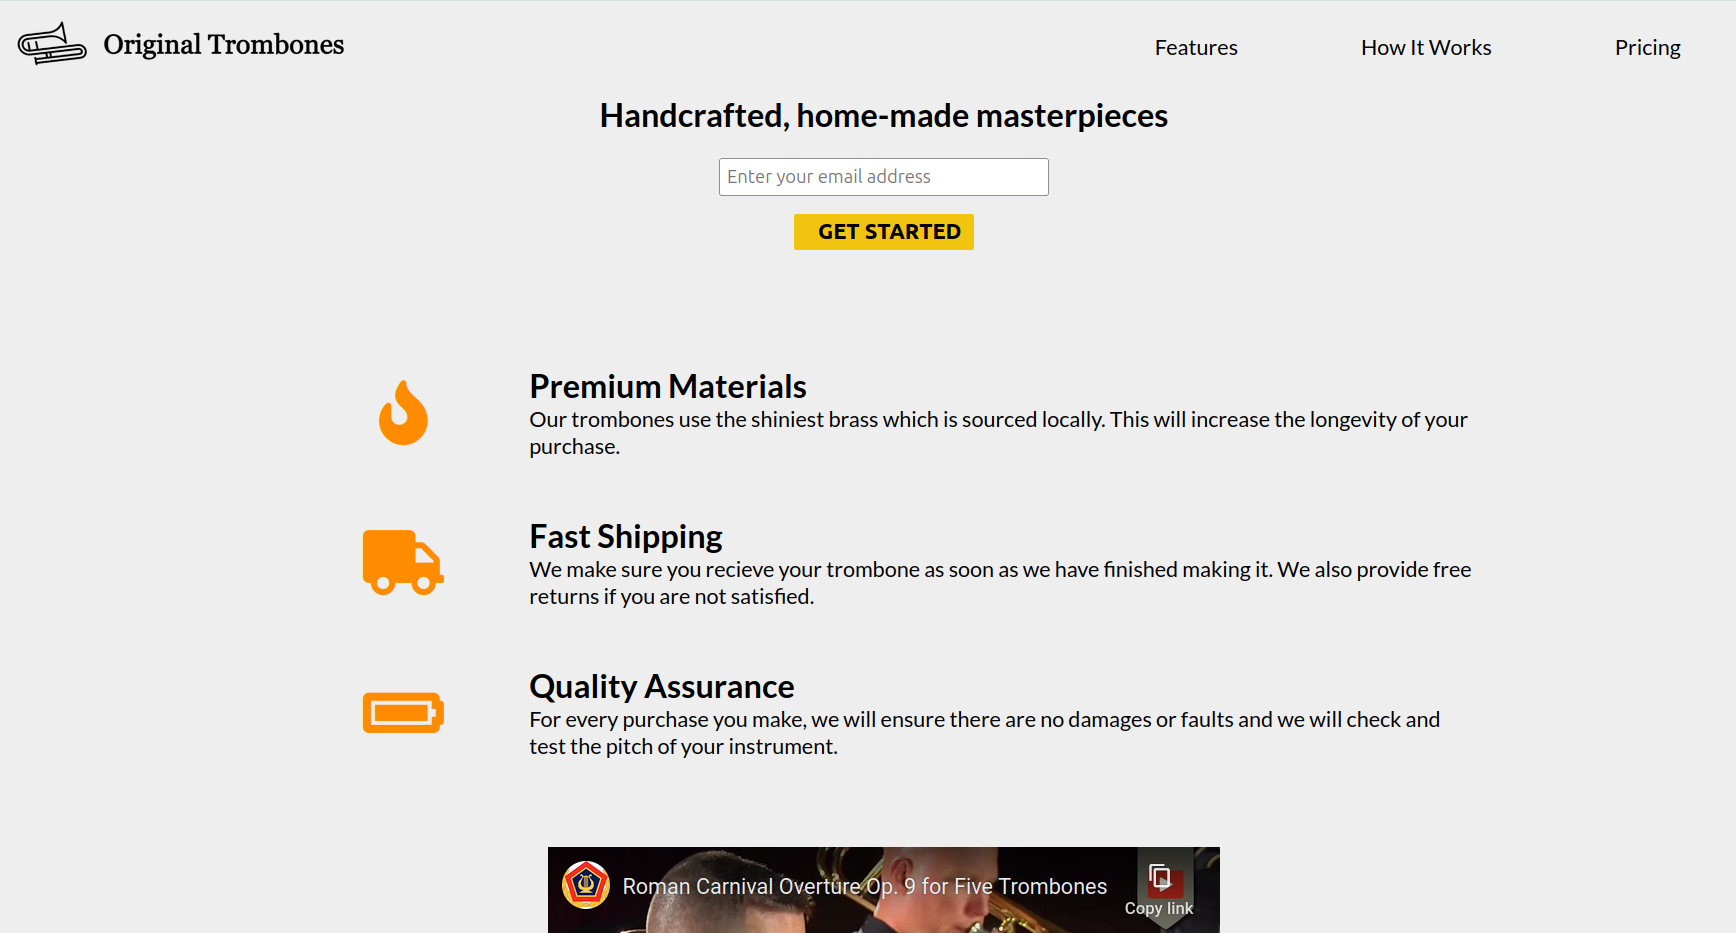 Original Trombones
Features
How It Works
Pricing
Handcrafted, home-made masterpieces
Enter your email address
GET STARTED
Premium Materials
Our trombones use the shiniest brass which is sourced locally. This will increase the longevity of your
purchase.
Fast Shipping
We make sure you recieve your trombone as soon as we have finished making it. We also provide free
returns if you are not satisfied.
Quality Assurance
For every purchase you make, we will ensure there are no damages or faults and we will check and
test the pitch of your instrument.
Roman Carnival Overture Op. 9 for Five Trombones
Copy link